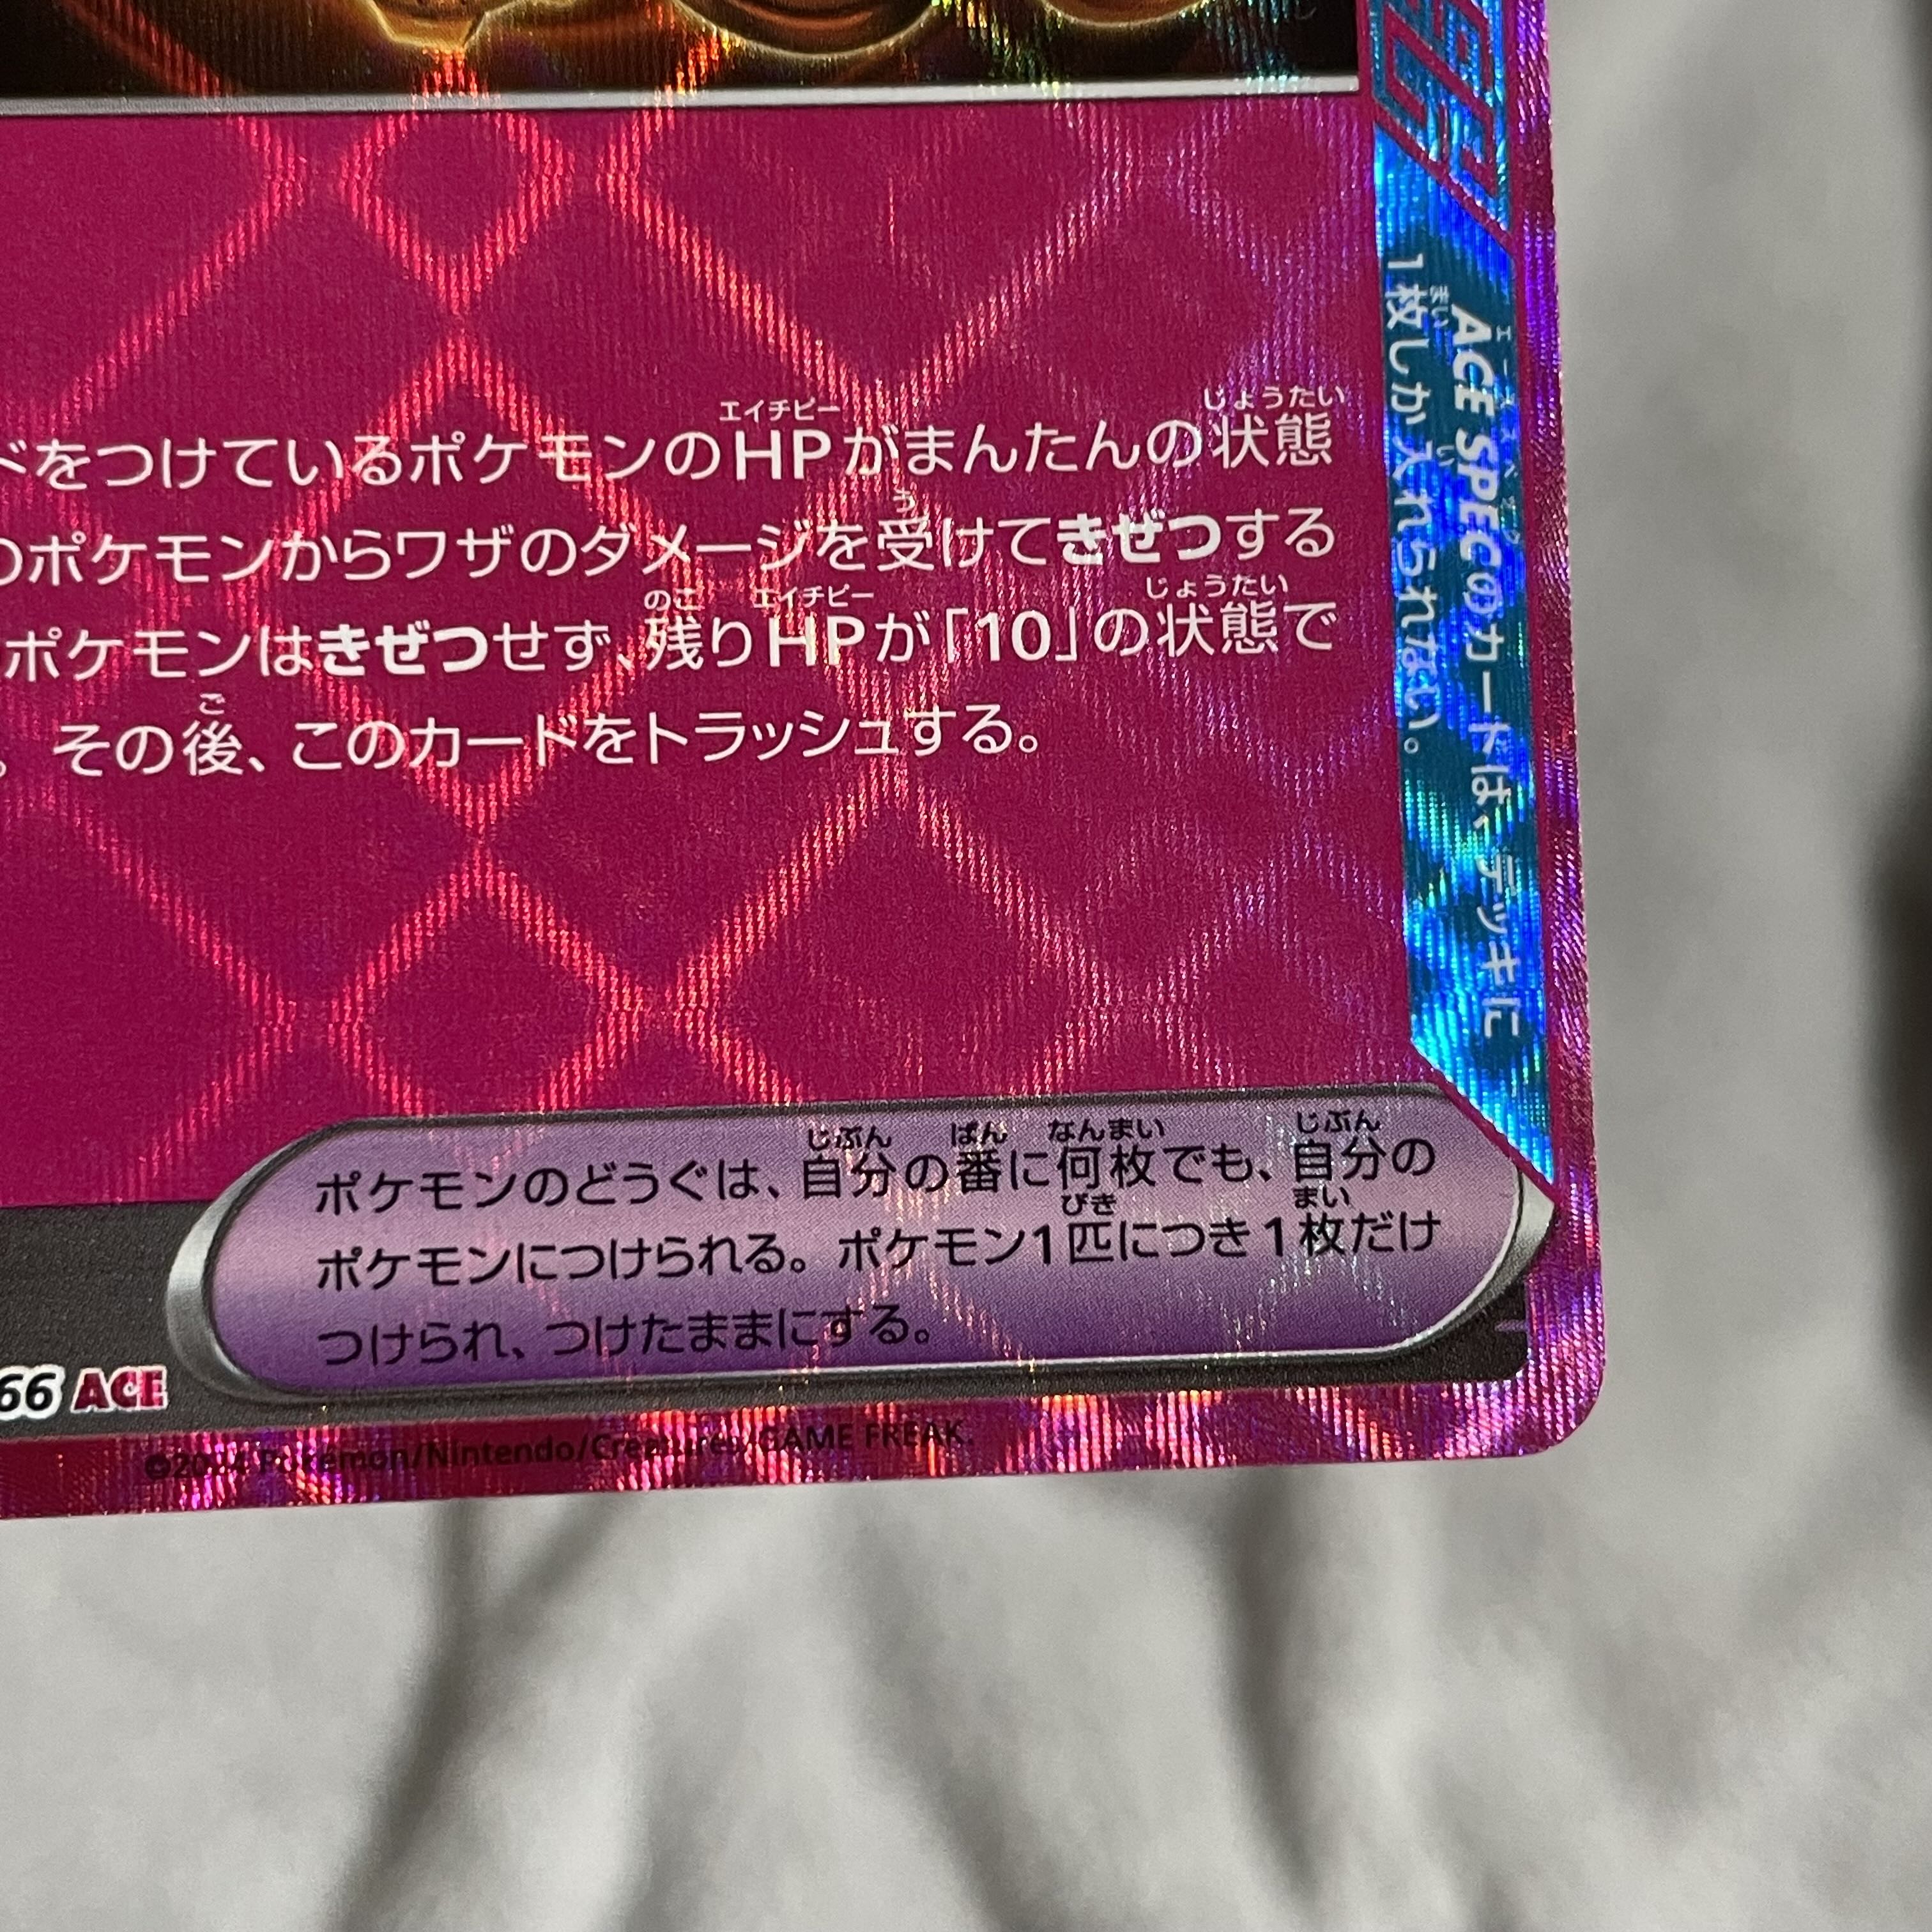 ドをつけているポケモンのHPがまんたんの状態
のポケモンからワザのダメージを受けてきぜつする
ポケモンはきぜつせず、残りHPが「10」の状態で
。その後、このカードをトラッシュする。
ACE SPECのカードは、デッキに
1枚しか入れられない。
ポケモンのどうぐは、自分の番に何枚でも、自分の
ポケモンにつけられる。ポケモン1匹につき1枚だけ
つけられ、つけたままにする。
66 ACE
©2024 Pokémon/Nintendo/Creatures/GAME FREAK.